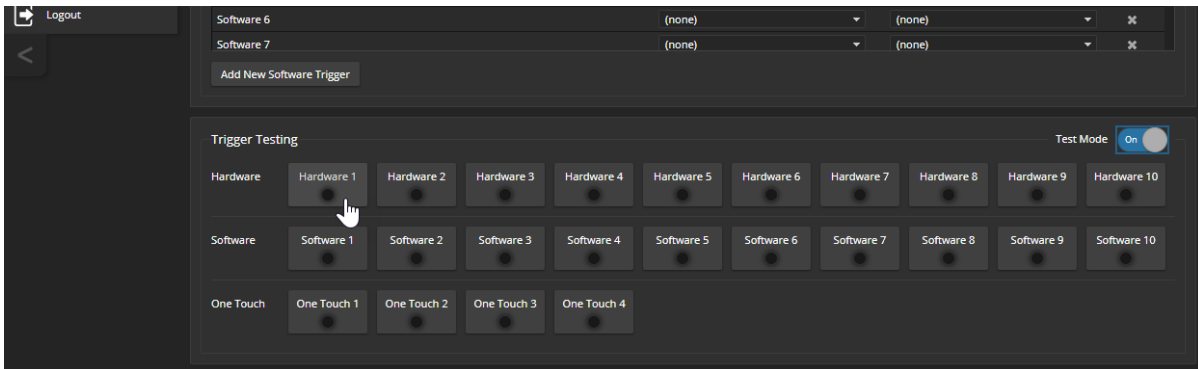 Logout
Software 6 (none) (none)
Software 7 (none) (none)
Add New Software Trigger
Trigger Testing Test Mode On
Hardware Hardware 1 Hardware 2 Hardware 3 Hardware 4 Hardware 5 Hardware 6 Hardware 7 Hardware 8 Hardware 9 Hardware 10
Software Software 1 Software 2 Software 3 Software 4 Software 5 Software 6 Software 7 Software 8 Software 9 Software 10
One Touch One Touch 1 One Touch 2 One Touch 3 One Touch 4